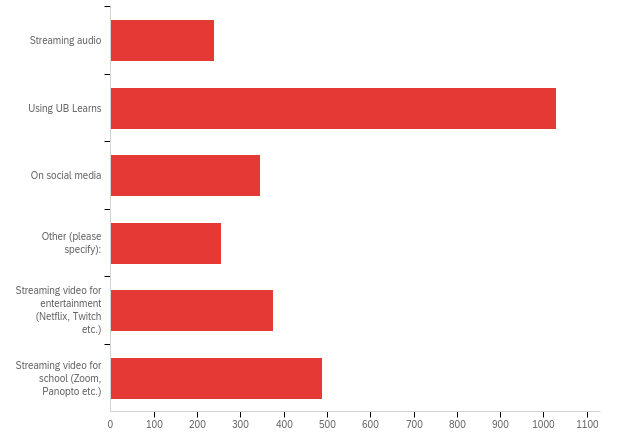 Streaming audio
Using UB Learns
On social media
Other (please
specify):
Streaming video for
entertainment
(Netflix, Twitch
etc.)
Streaming video for
school (Zoom,
Panopto etc.)
0 100 200 300 400 500 600 700 800 900 1000 1100